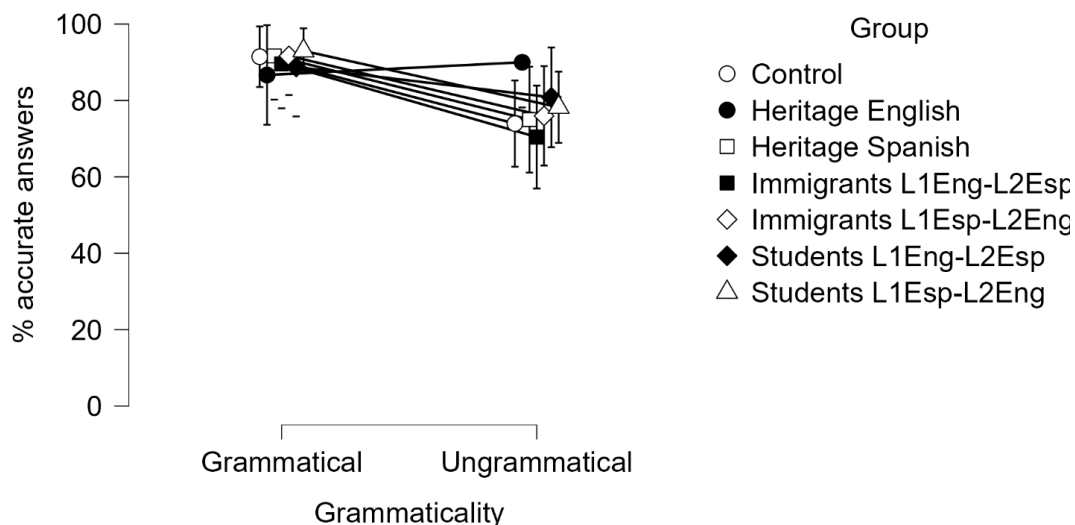 100
80
60
40
20
0
% accurate answers
Grammatical
Ungrammatical
Grammaticality
Group
Control
Heritage English
Heritage Spanish
Immigrants L1Eng-L2Esp
Immigrants L1Esp-L2Eng
Students L1Eng-L2Esp
Students L1Esp-L2Eng